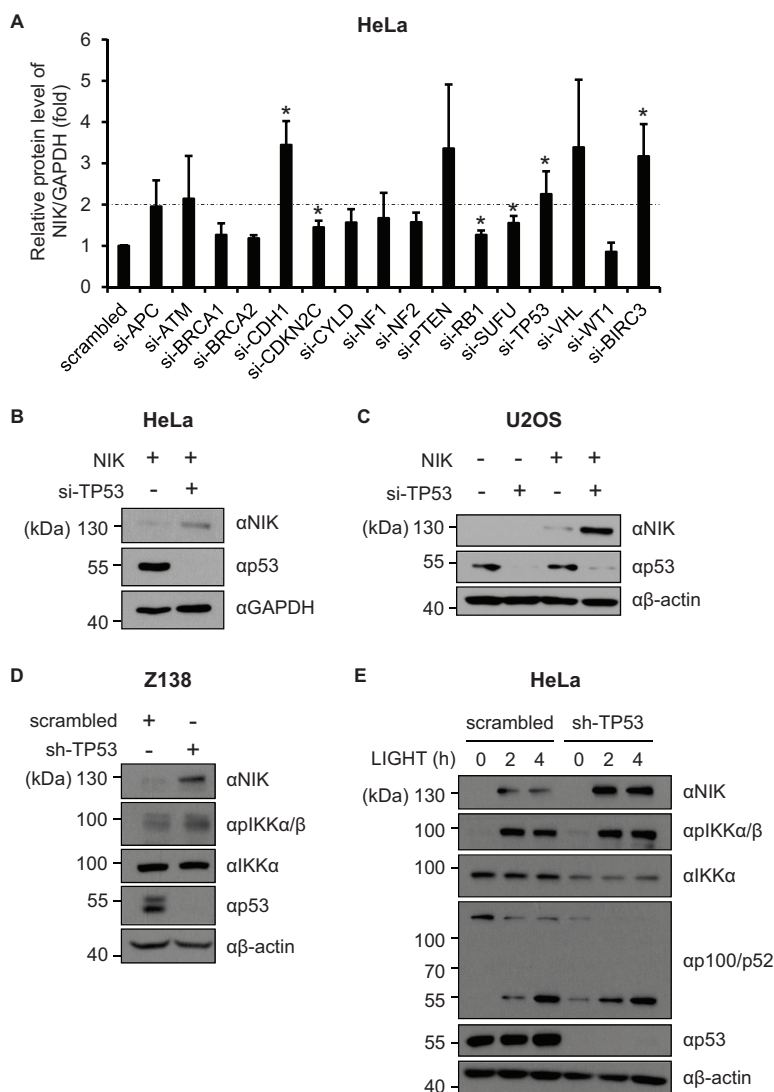 A
HeLa
Relative protein level of
NIK/GAPDH (fold)
6
5
4
3
2
1
0
* * * * * *
scrambled si-APC si-ATM si-BRCA1 si-BRCA2 si-CDH1 si-CDKN2C si-CYLD si-NF1 si-NF2 si-PTEN si-RB1 si-SUFU si-TP53 si-VHL si-WT1 si-BIRC3
B
HeLa
NIK + +
si-TP53 - +
(kDa) 130 αNIK
55 αp53
αGAPDH
40
C
U2OS
NIK - - + +
si-TP53 - + - +
(kDa) 130 αNIK
55 αp53
αβ-actin
40
D
Z138
scrambled + -
sh-TP53 - +
(kDa) 130 αNIK
100 αpIKKα/β
100 αIKKα
55 αp53
αβ-actin
40
E
HeLa
scrambled sh-TP53
LIGHT (h) 0 2 4 0 2 4
(kDa) 130 αNIK
100 αpIKKα/β
100 αIKKα
100
αp100/p52
70
55
55 αp53
αβ-actin
40